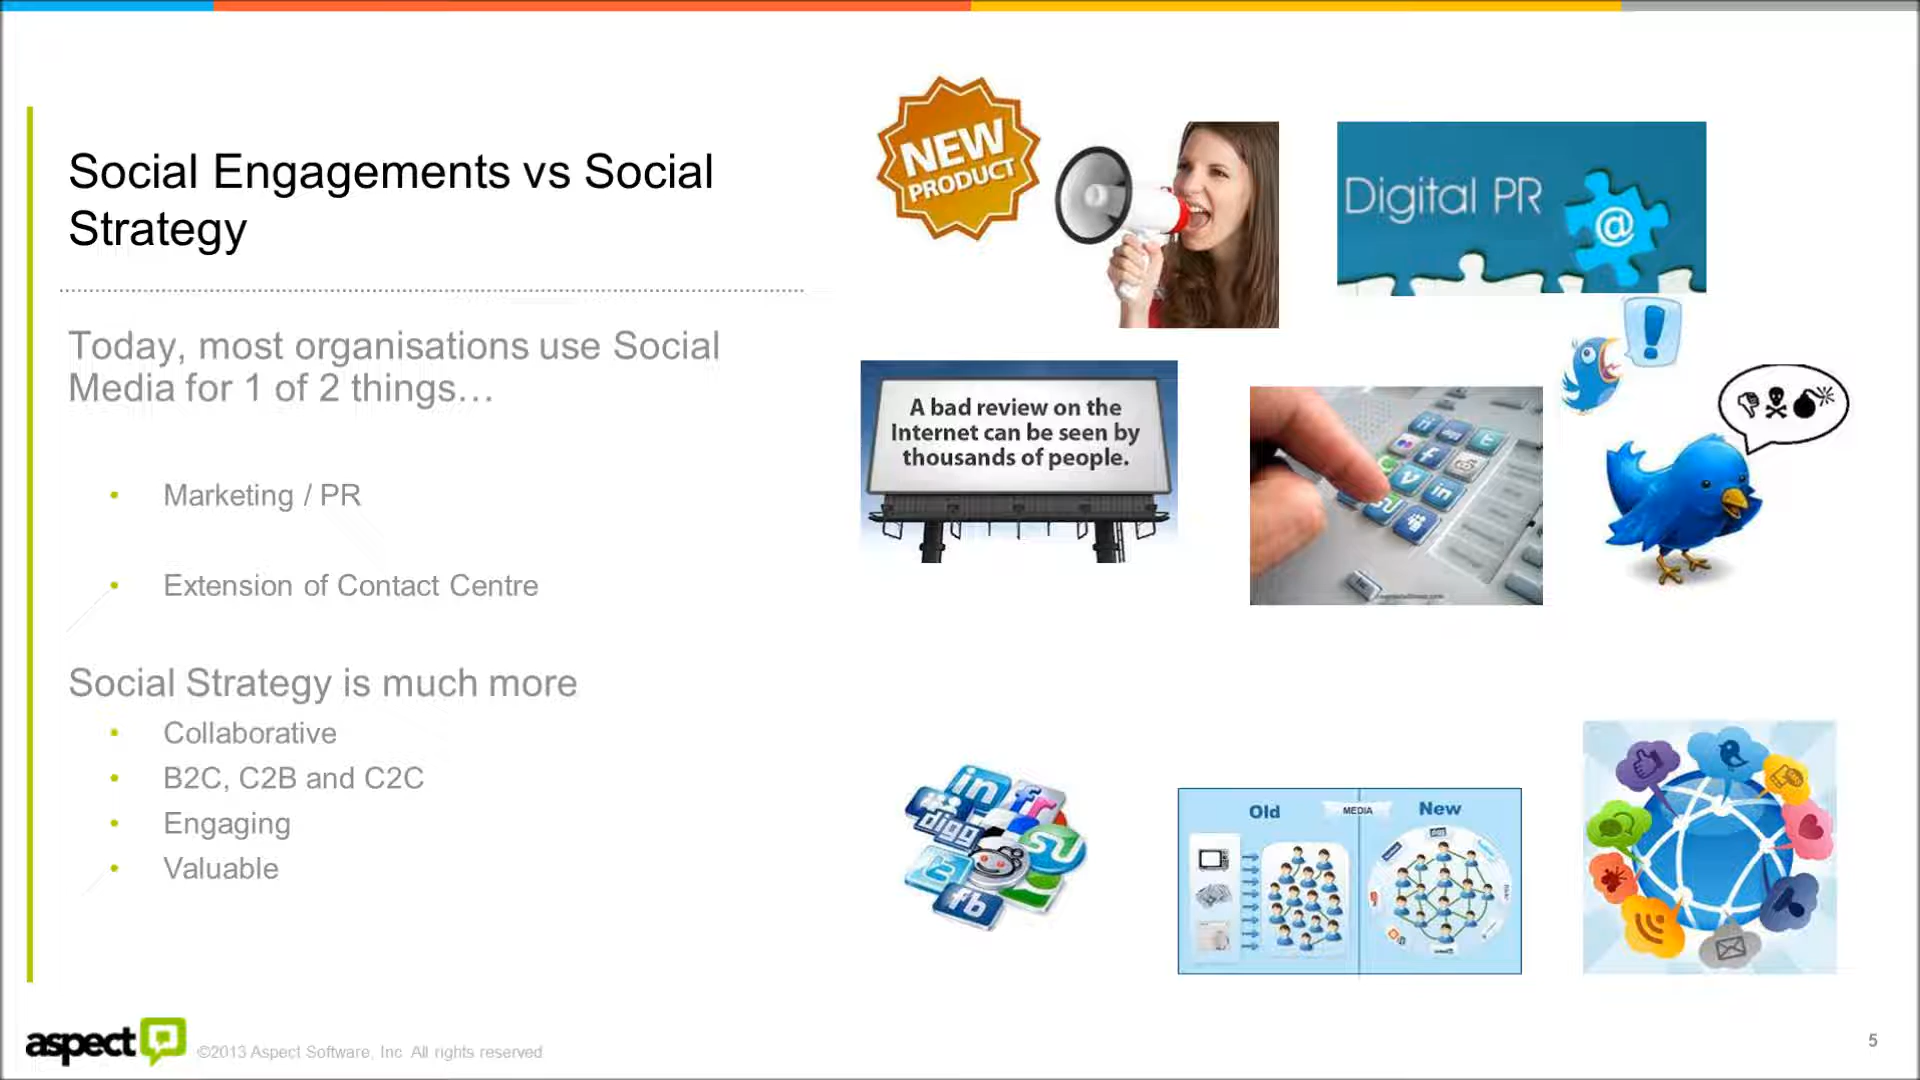 Social Engagements vs Social
Strategy
Today, most organisations use Social
Media for 1 of 2 things…
• Marketing / PR
• Extension of Contact Centre
Social Strategy is much more
• Collaborative
• B2C, C2B and C2C
• Engaging
• Valuable
NEW
PRODUCT
Digital PR
@
!
A bad review on the
Internet can be seen by
thousands of people.
in
digg
fb
Old MEDIA New
aspect
©2013 Aspect Software, Inc All rights reserved
5